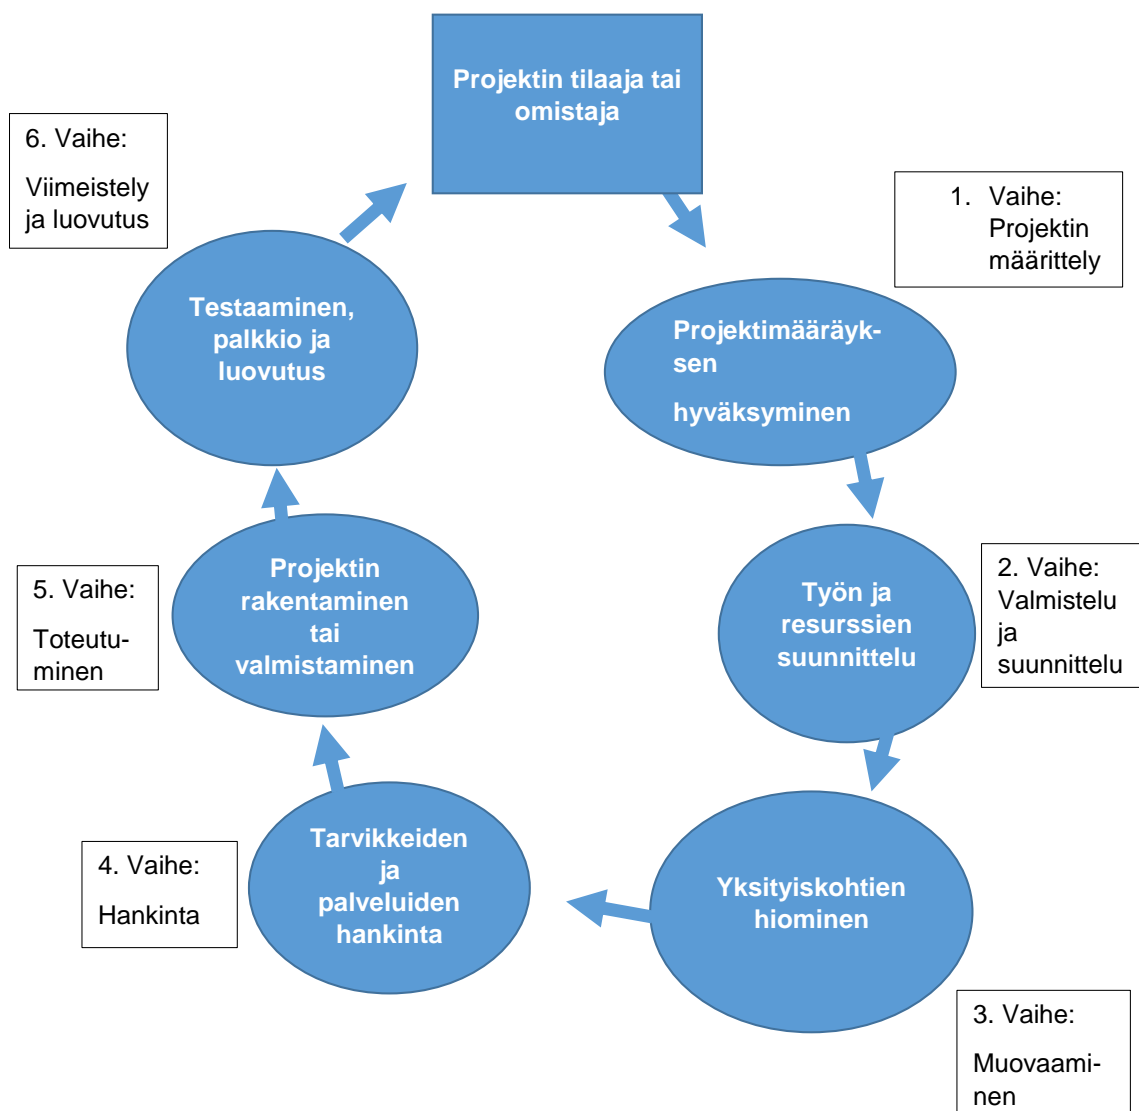 Projektin tilaaja tai
omistaja
1. Vaihe:
Projektin
määrittely
Projektimääräyk-
sen
hyväksyminen
2. Vaihe:
Valmistelu
ja
suunnittelu
Työn ja
resurssien
suunnittelu
Yksityiskohtien
hiominen
3. Vaihe:
Muovaami-
nen
Tarvikkeiden
ja
palveluiden
hankinta
4. Vaihe:
Hankinta
Projektin
rakentaminen
tai
valmistaminen
5. Vaihe:
Toteutu-
minen
Testaaminen,
palkkio ja
luovutus
6. Vaihe:
Viimeistely
ja luovutus